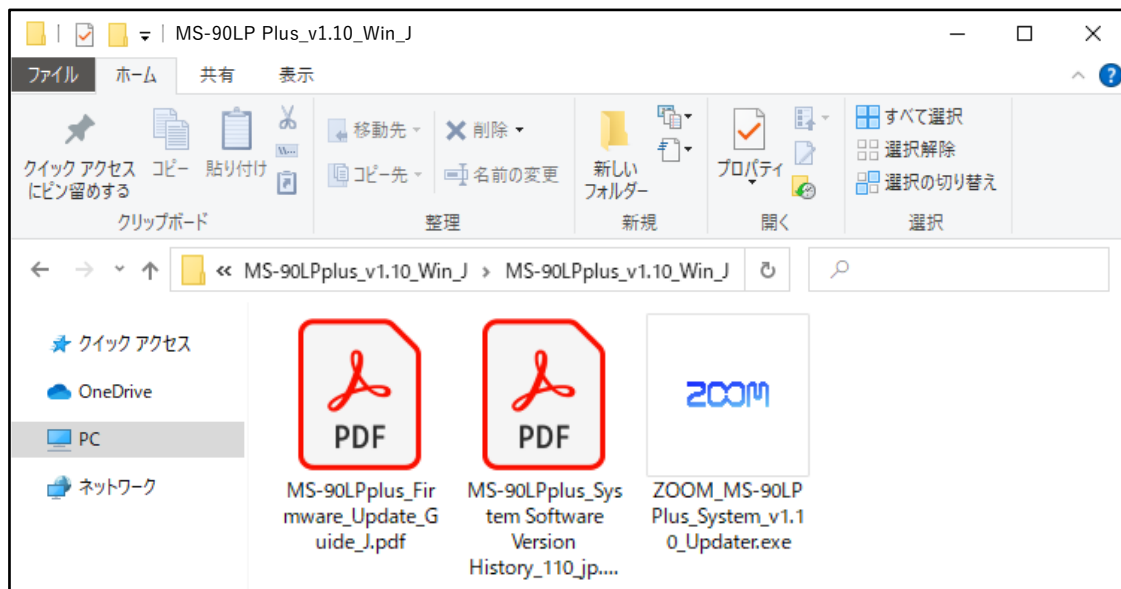 MS-90LP Plus_v1.10_Win_J
ファイル ホーム 共有 表示
クイック アクセス
にピン留めする
コピー
貼り付け
クリップボード
移動先
コピー先
削除
名前の変更
整理
新しい
フォルダー
新規
プロパティ
開く
すべて選択
選択解除
選択の切り替え
選択
« MS-90LPplus_v1.10_Win_J › MS-90LPplus_v1.10_Win_J
クイック アクセス
OneDrive
PC
ネットワーク
PDF
MS-90LPplus_Fir
mware_Update_G
uide_J.pdf
PDF
MS-90LPplus_Sys
tem Software
Version
History_110_jp....
ZOOM
ZOOM_MS-90LP
Plus_System_v1.1
0_Updater.exe